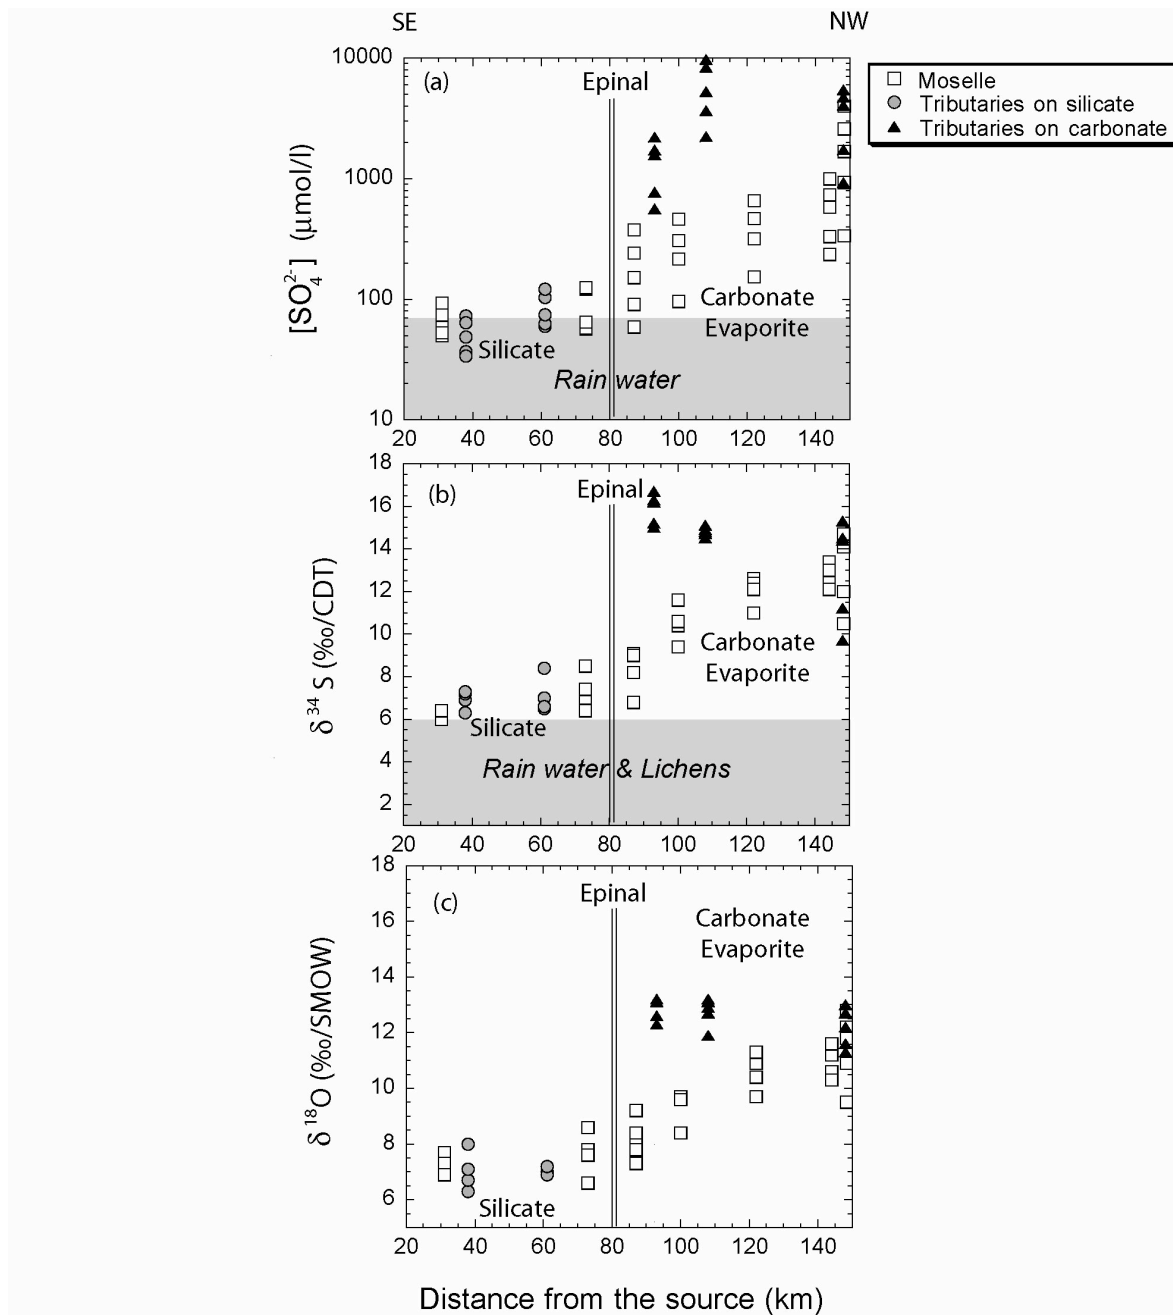 SE
NW
Moselle
Tributaries on silicate
Tributaries on carbonate
(a)
Epinal
[SO₄²⁻] (μmol/l)
10000
1000
100
10
Silicate
Carbonate
Evaporite
Rain water
20 40 60 80 100 120 140
(b)
Epinal
δ³⁴S (‰/CDT)
18
16
14
12
10
8
6
4
2
Carbonate
Evaporite
Silicate
Rain water & Lichens
20 40 60 80 100 120 140
(c)
Epinal
δ¹⁸O (‰/SMOW)
18
16
14
12
10
8
6
Carbonate
Evaporite
Silicate
20 40 60 80 100 120 140
Distance from the source (km)